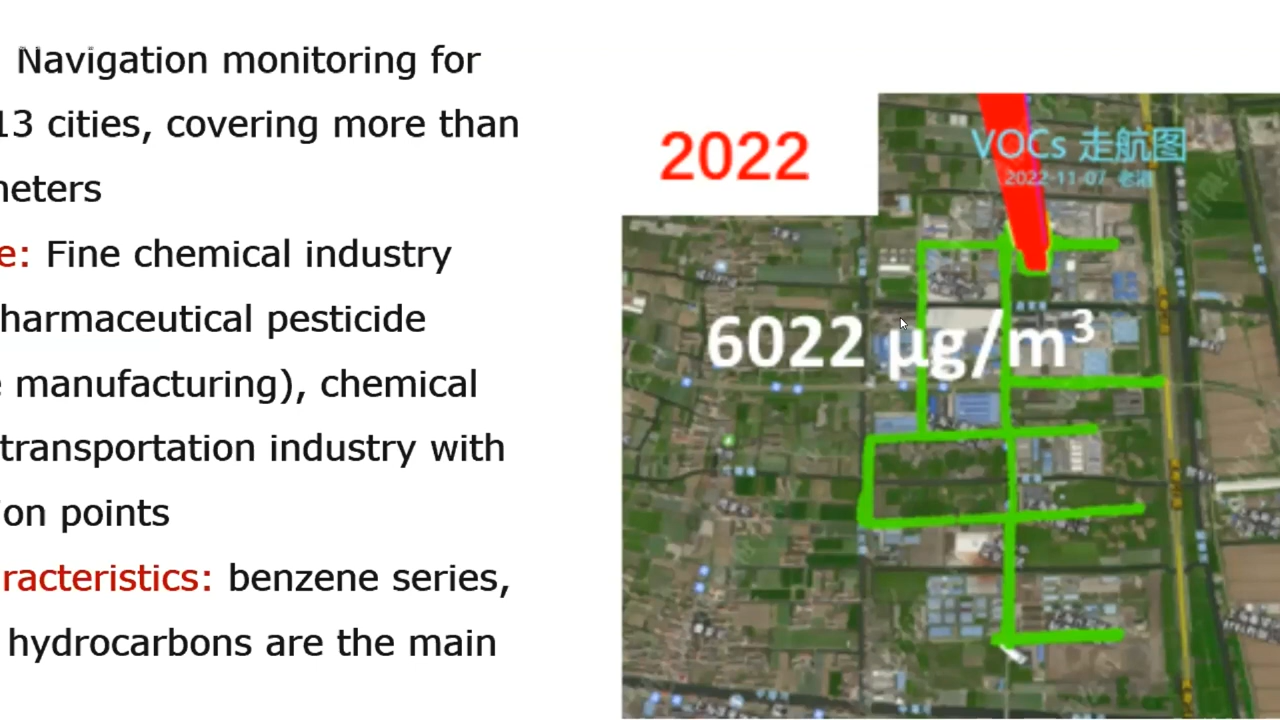 Navigation monitoring for
13 cities, covering more than
neters
e: Fine chemical industry
harmaceutical pesticide
e manufacturing), chemical
transportation industry with
ion points
racteristics: benzene series,
hydrocarbons are the main
2022
VOCs 走航图
2022-11-07
6022 µg/m³